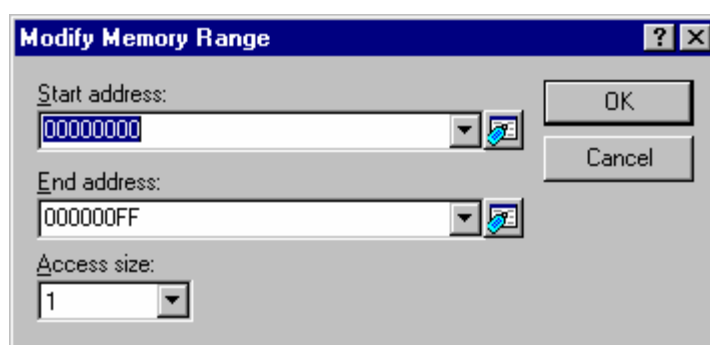 Modify Memory Range
?
Start address:
OK
00000000
Cancel
End address:
000000FF
Access size:
1